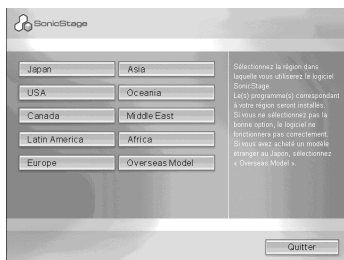 SonicStage
Japan
Asia
USA
Oceania
Canada
Middle East
Latin America
Africa
Europe
Overseas Model
Sélectionnez la région dans
laquelle vous utiliserez le logiciel
SonicStage.
Le(s) programme(s) correspondant
à votre région seront installés.
Si vous ne sélectionnez pas la
bonne option, le logiciel ne
fonctionnera pas correctement.
Si vous avez acheté un modèle
étranger au Japon, sélectionnez
« Overseas Model ».
Quitter